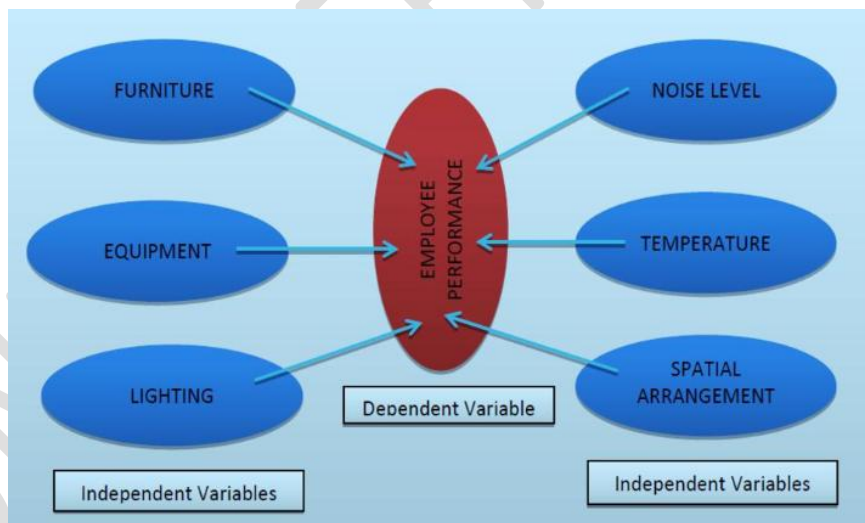 FURNITURE
NOISE LEVEL
EMPLOYEE
PERFORMANCE
EQUIPMENT
TEMPERATURE
LIGHTING
SPATIAL
ARRANGEMENT
Dependent Variable
Independent Variables
Independent Variables